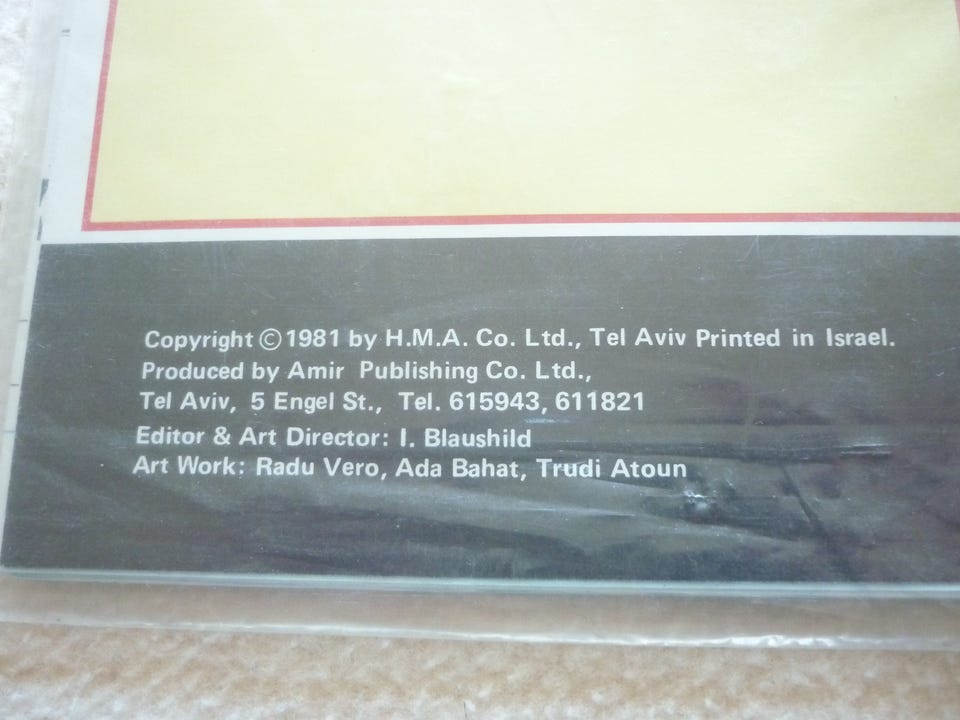 Copyright © 1981 by H.M.A. Co. Ltd., Tel Aviv Printed in Israel.
Produced by Amir Publishing Co. Ltd.,
Tel Aviv, 5 Engel St., Tel. 615943, 611821
Editor & Art Director: I. Blaushild
Art Work: Radu Vero, Ada Bahat, Trudi Atoun